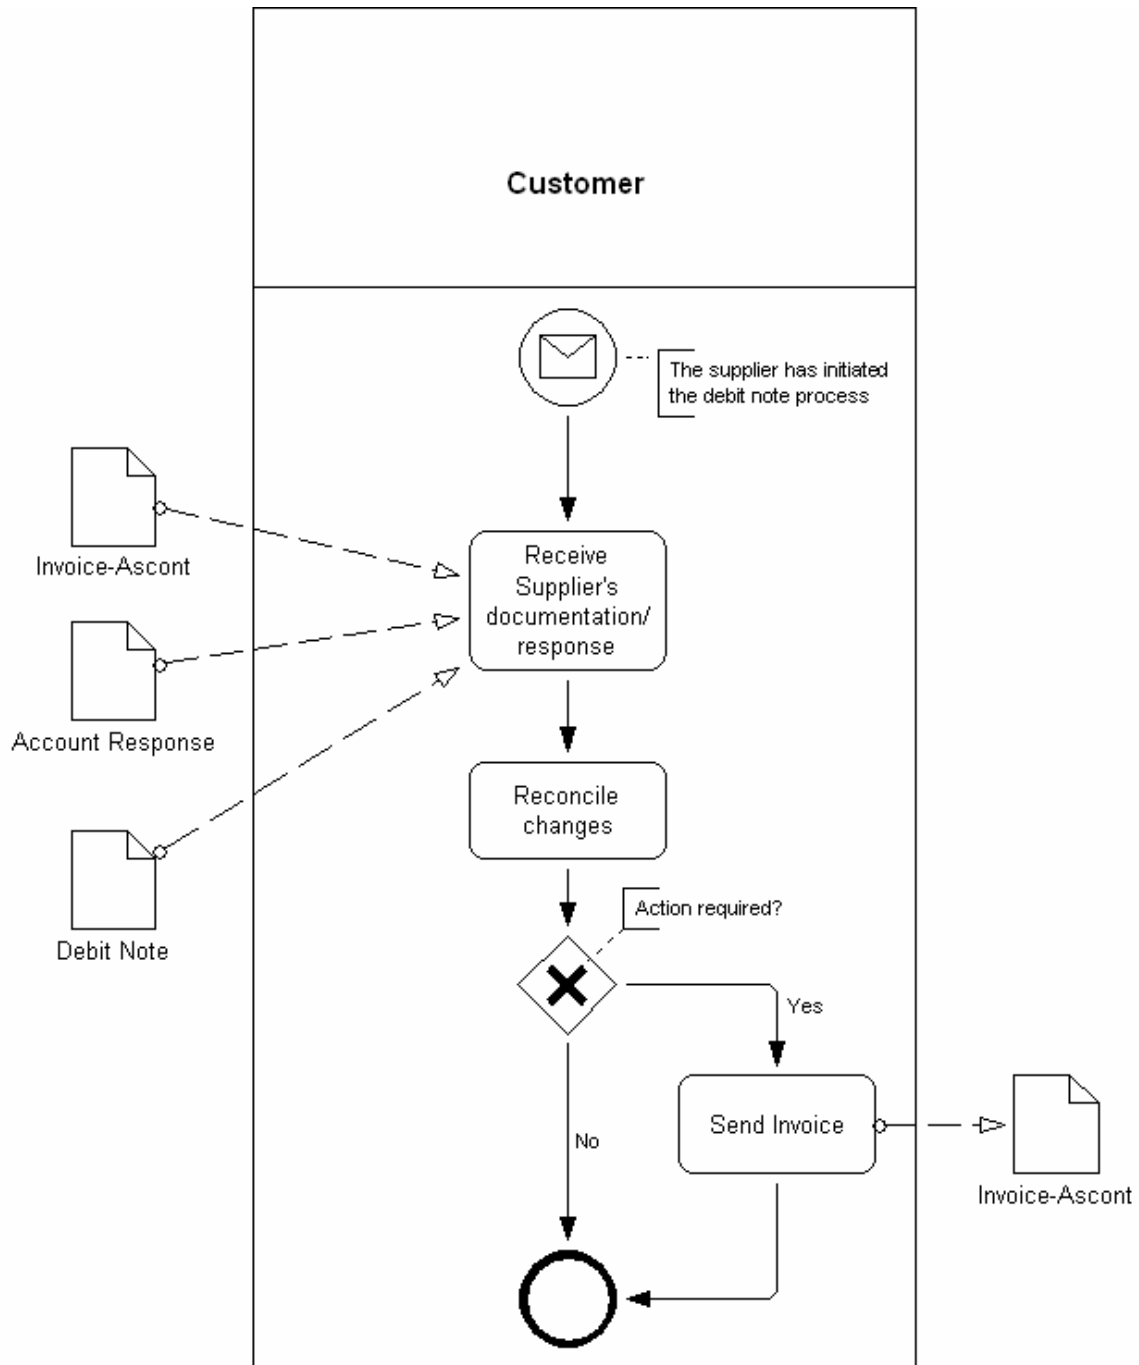 Customer
The supplier has initiated
the debit note process
Invoice-Ascont
Receive
Supplier's
documentation/
response
Account Response
Reconcile
changes
Debit Note
Action required?
Yes
Send Invoice
No
Invoice-Ascont